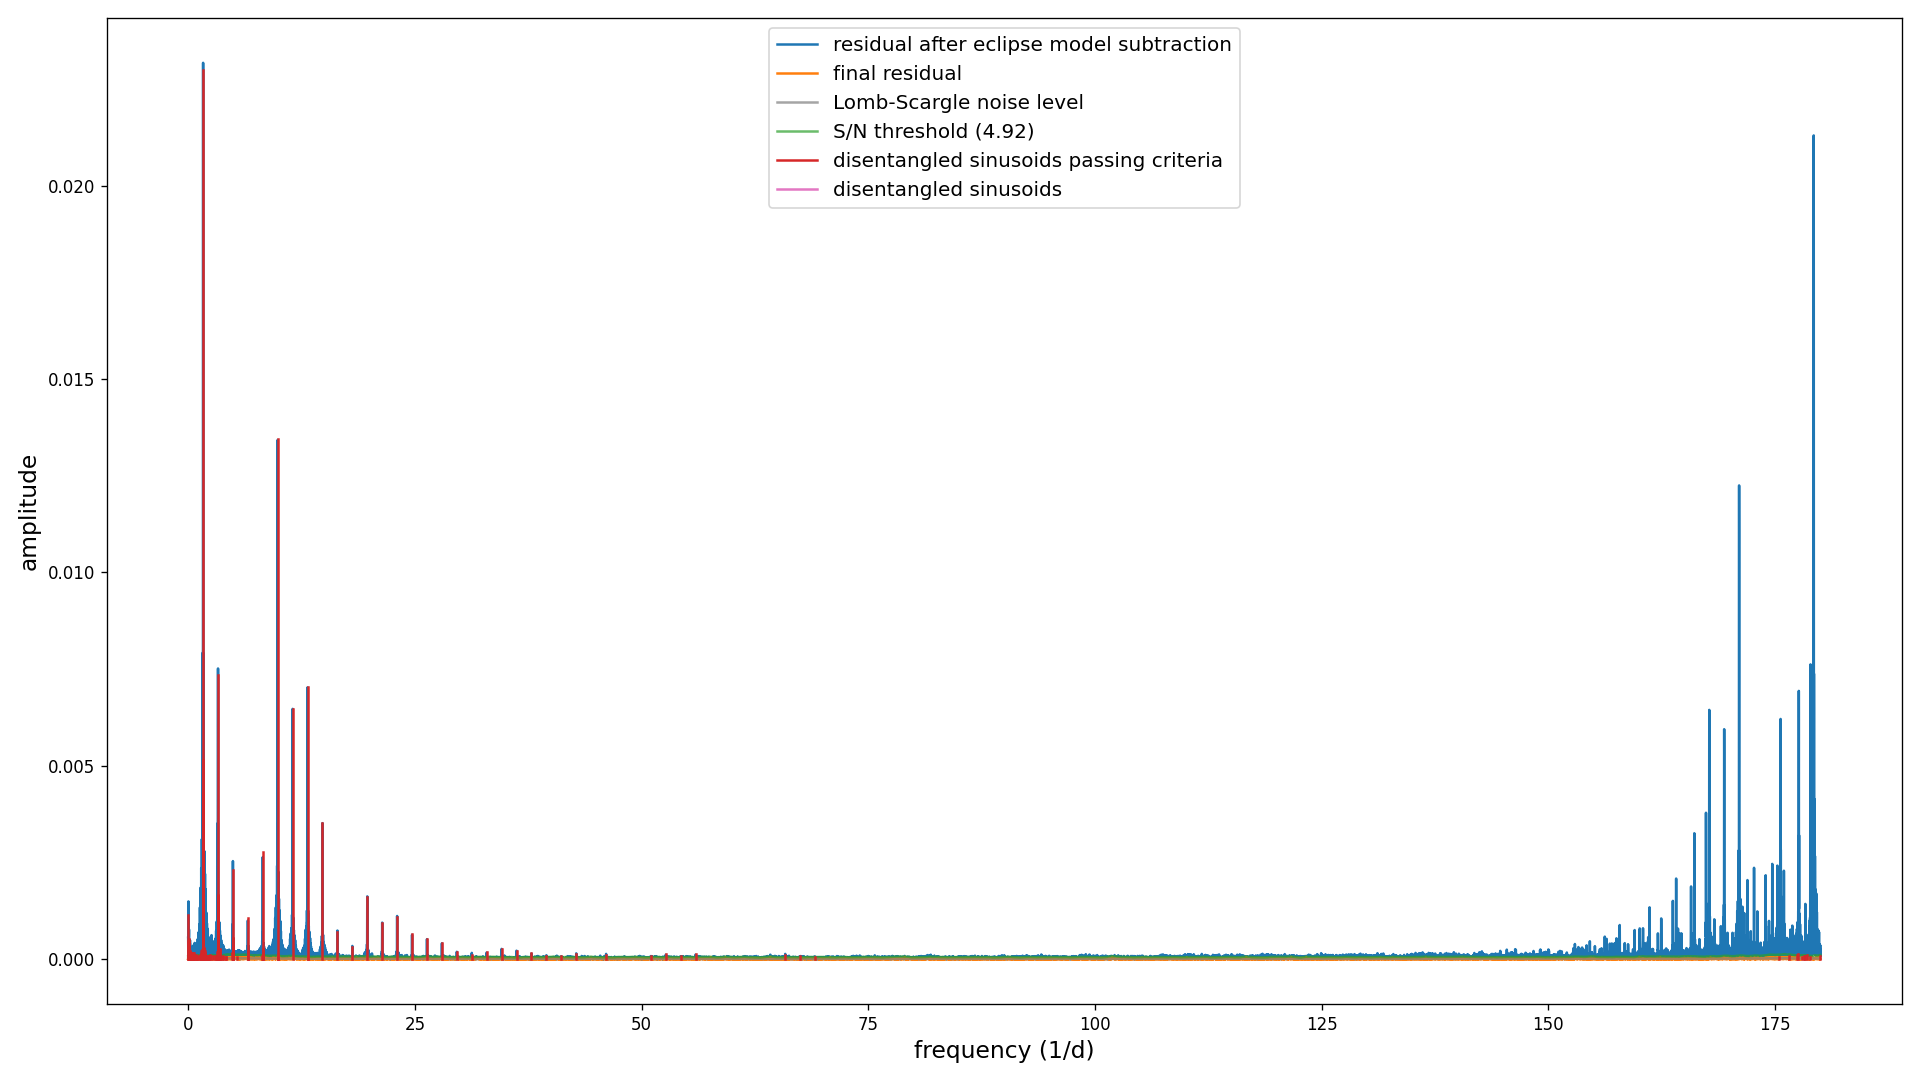 residual after eclipse model subtraction
final residual
Lomb-Scargle noise level
S/N threshold (4.92)
disentangled sinusoids passing criteria
disentangled sinusoids
amplitude
0.020
0.015
0.010
0.005
0.000
0 25 50 75 100 125 150 175
frequency (1/d)